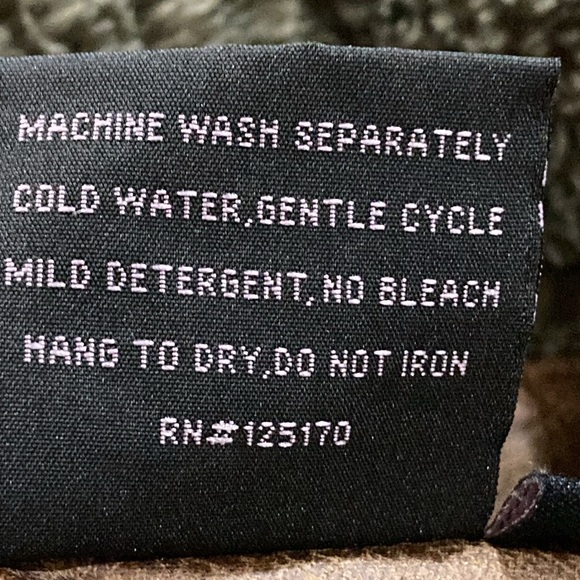 MACHINE WASH SEPARATELY
COLD WATER,GENTLE CYCLE
MILD DETERGENT,NO BLEACH
HANG TO DRY,DO NOT IRON
RN#125170